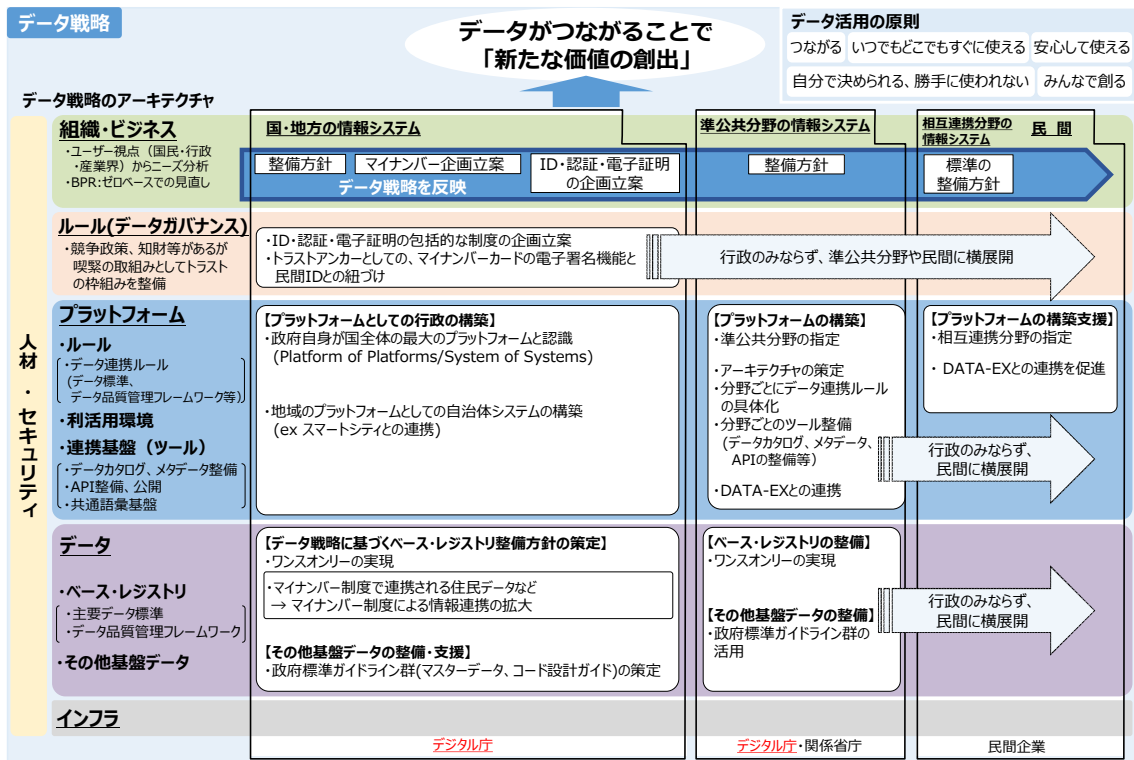 データ戦略
データがつながることで
「新たな価値の創出」
データ活用の原則
つながる いつでもどこでもすぐに使える 安心して使える
自分で決められる、勝手に使われない みんなで創る
データ戦略のアーキテクチャ
人材・セキュリティ
組織・ビジネス
・ユーザー視点（国民・行政
・産業界）からニーズ分析
・BPR:ゼロベースでの見直し
国・地方の情報システム
整備方針
マイナンバー企画立案
ID・認証・電子証明
の企画立案
データ戦略を反映
準公共分野の情報システム
整備方針
相互連携分野の
情報システム
民 間
標準の
整備方針
ルール(データガバナンス)
・競争政策、知財等があるが
喫緊の取組みとしてトラスト
の枠組みを整備
・ID・認証・電子証明の包括的な制度の企画立案
・トラストアンカーとしての、マイナンバーカードの電子署名機能と
民間IDとの紐づけ
行政のみならず、準公共分野や民間に横展開
プラットフォーム
・ルール
・データ連携ルール
(データ標準、
データ品質管理フレームワーク等)
・利活用環境
・連携基盤（ツール）
・データカタログ、メタデータ整備
・API整備、公開
・共通語彙基盤
【プラットフォームとしての行政の構築】
・政府自身が国全体の最大のプラットフォームと認識
(Platform of Platforms/System of Systems)
・地域のプラットフォームとしての自治体システムの構築
(ex スマートシティとの連携)
【プラットフォームの構築】
・準公共分野の指定
・アーキテクチャの策定
・分野ごとにデータ連携ルール
の具体化
・分野ごとのツール整備
(データカタログ、メタデータ、
APIの整備等)
・DATA-EXとの連携
【プラットフォームの構築支援】
・相互連携分野の指定
・ DATA-EXとの連携を促進
行政のみならず、
民間に横展開
データ
・ベース・レジストリ
・主要データ標準
・データ品質管理フレームワーク
・その他基盤データ
【データ戦略に基づくベース・レジストリ整備方針の策定】
・ワンスオンリーの実現
・マイナンバー制度で連携される住民データなど
→ マイナンバー制度による情報連携の拡大
【その他基盤データの整備・支援】
・政府標準ガイドライン群(マスターデータ、コード設計ガイド)の策定
【ベース・レジストリの整備】
・ワンスオンリーの実現
【その他基盤データの整備】
・政府標準ガイドライン群の
活用
行政のみならず、
民間に横展開
インフラ
デジタル庁
デジタル庁・関係省庁
民間企業